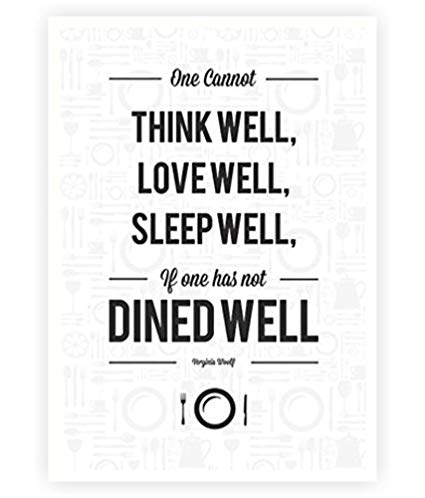 One Cannot
THINK WELL,
LOVE WELL,
SLEEP WELL,
If one has not
DINED WELL
Virginia Woolf